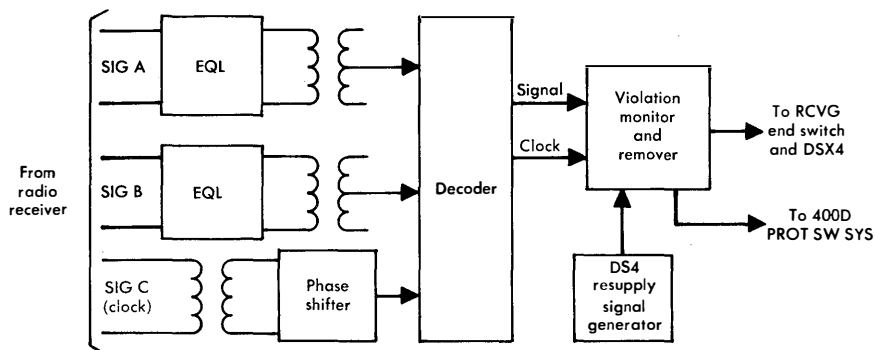 From
radio
receiver
SIG A
EQL
SIG B
EQL
SIG C
(clock)
Phase
shifter
Decoder
Signal
Clock
Violation
monitor
and
remover
DS4
resupply
signal
generator
To RCVG
end switch
and DSX4
To 400D
PROT SW SYS